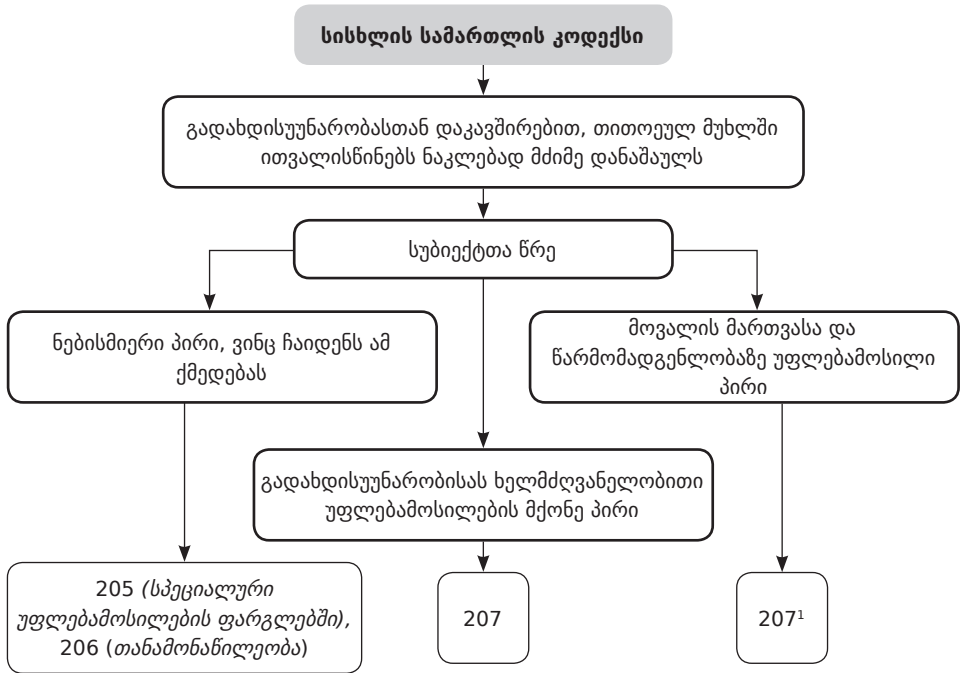 სისხლის სამართლის კოდექსი
გადახდისუუნარობასთან დაკავშირებით, თითოეულ მუხლში
ითვალისწინებს ნაკლებად მძიმე დანაშაულს
სუბიექტთა წრე
ნებისმიერი პირი, ვინც ჩაიდენს ამ
ქმედებას
მოვალის მართვასა და
წარმომადგენლობაზე უფლებამოსილი
პირი
გადახდისუუნარობისას ხელმძღვანელობითი
უფლებამოსილების მქონე პირი
205 (სპეციალური
უფლებამოსილების ფარგლებში),
206 (თანამონაწილეობა)
207
207¹